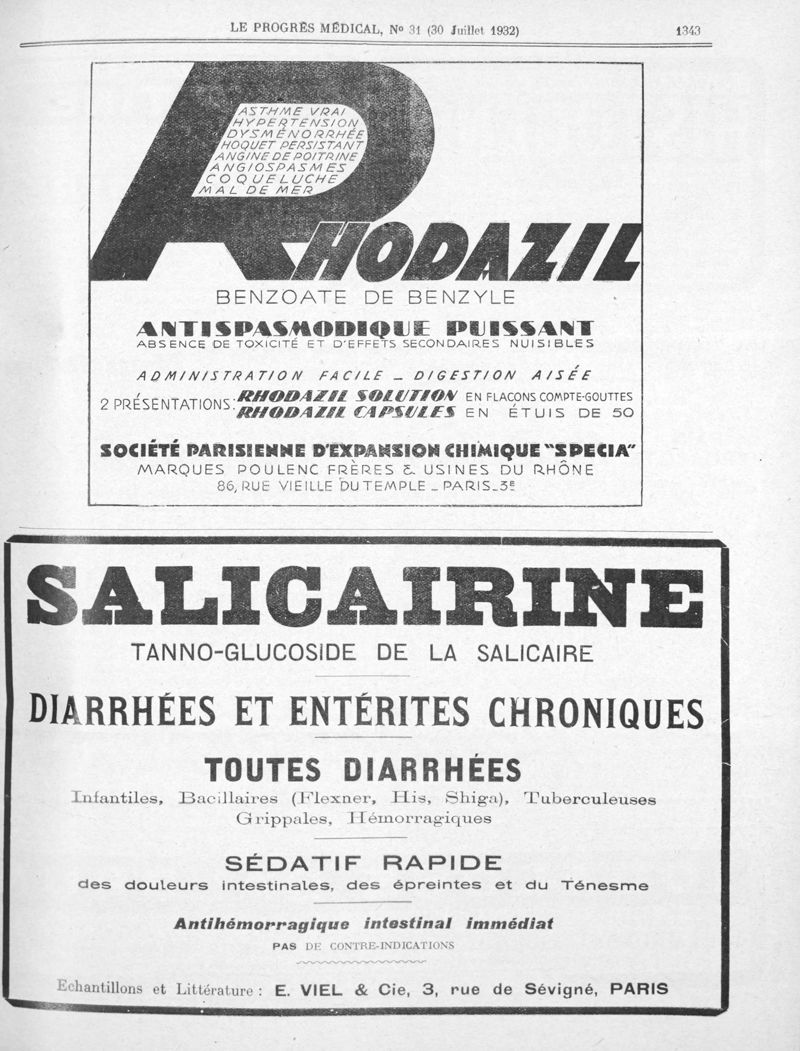 LE PROGRÈS MÉDICAL, No 31 (30 Juillet 1932) 1343
ASTHME VRAI
HYPERTENSION
DYSMÉNORRHÉE
HOQUET PERSISTANT
ANGINE DE POITRINE
ANGIOSPASMES
COQUELUCHE
MAL DE MER
RHODAZIL
BENZOATE DE BENZYLE
ANTISPASMODIQUE PUISSANT
ABSENCE DE TOXICITÉ ET D'EFFETS SECONDAIRES NUISIBLES
ADMINISTRATION FACILE _ DIGESTION AISÉE
2 PRÉSENTATIONS: RHODAZIL SOLUTION EN FLACONS COMPTE-GOUTTES
RHODAZIL CAPSULES EN ÉTUIS DE 50
SOCIÉTÉ PARISIENNE D'EXPANSION CHIMIQUE "SPECIA"
MARQUES POULENC FRÈRES & USINES DU RHÔNE
86, RUE VIEILLE DU TEMPLE _ PARIS_3e
SALICAIRINE
TANNO-GLUCOSIDE DE LA SALICAIRE
DIARRHÉES ET ENTÉRITES CHRONIQUES
TOUTES DIARRHÉES
Infantiles, Bacillaires (Flexner, His, Shiga), Tuberculeuses
Grippales, Hémorragiques
SÉDATIF RAPIDE
des douleurs intestinales, des épreintes et du Ténesme
Antihémorragique intestinal immédiat
PAS DE CONTRE-INDICATIONS
Echantillons et Littérature : E. VIEL & Cie, 3, rue de Sévigné, PARIS